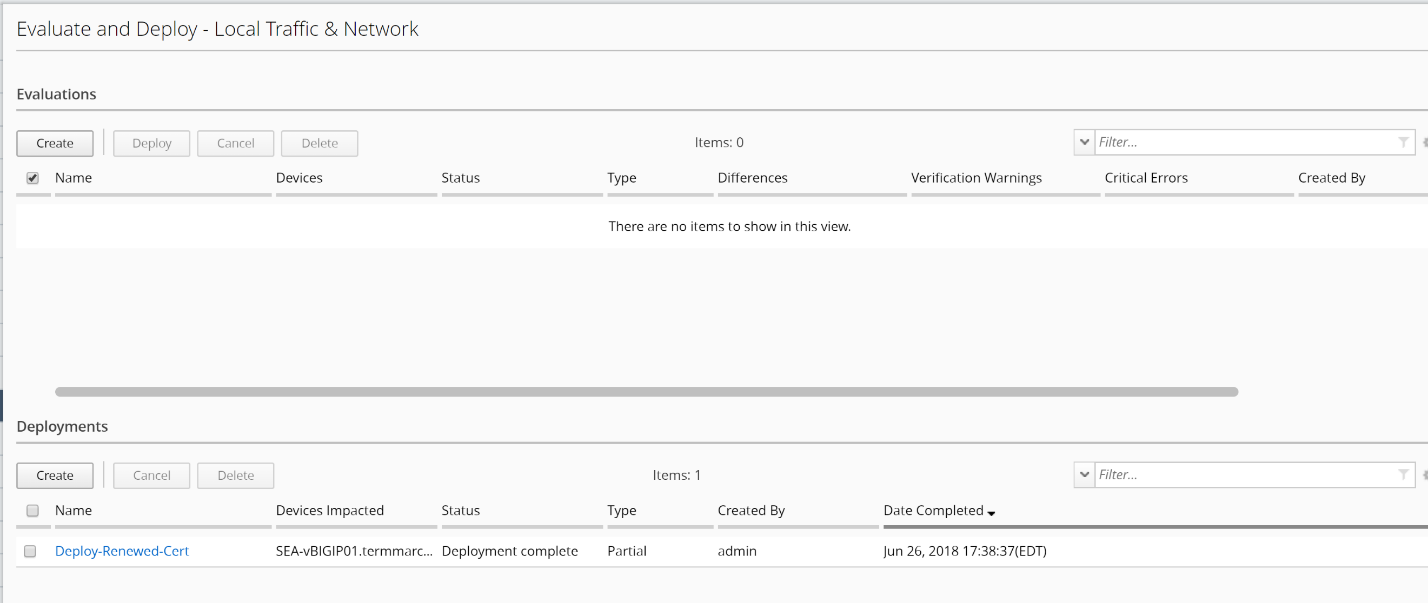 Evaluate and Deploy - Local Traffic & Network
Evaluations
Create Deploy Cancel Delete Items: 0 Filter...
Name Devices Status Type Differences Verification Warnings Critical Errors Created By
There are no items to show in this view.
Deployments
Create Cancel Delete Items: 1 Filter...
Name Devices Impacted Status Type Created By Date Completed
Deploy-Renewed-Cert SEA-vBIGIP01.termmarc... Deployment complete Partial admin Jun 26, 2018 17:38:37(EDT)